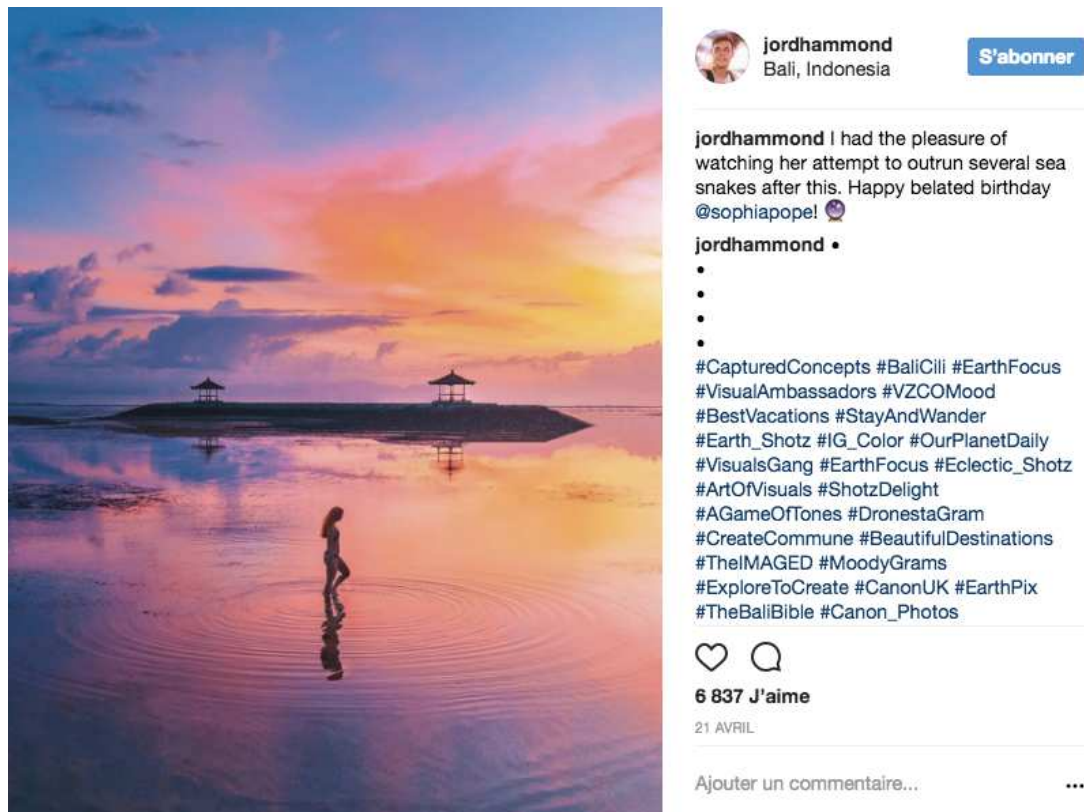 jordhammond
Bali, Indonesia
S'abonner
jordhammond I had the pleasure of
watching her attempt to outrun several sea
snakes after this. Happy belated birthday
@sophiapope! 🔮
jordhammond •
•
•
•
•
#CapturedConcepts #BaliCili #EarthFocus
#VisualAmbassadors #VZCOMood
#BestVacations #StayAndWander
#Earth_Shotz #IG_Color #OurPlanetDaily
#VisualsGang #EarthFocus #Eclectic_Shotz
#ArtOfVisuals #ShotzDelight
#AGameOfTones #DronestaGram
#CreateCommune #BeautifulDestinations
#TheIMAGED #MoodyGrams
#ExploreToCreate #CanonUK #EarthPix
#TheBaliBible #Canon_Photos
6 837 J'aime
21 AVRIL
Ajouter un commentaire...